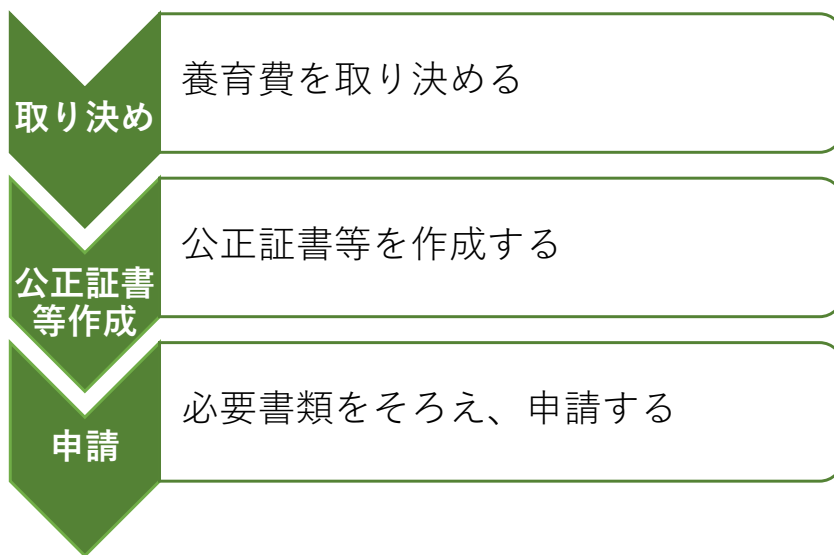 取り決め
養育費を取り決める
公正証書
等作成
公正証書等を作成する
申請
必要書類をそろえ、申請する